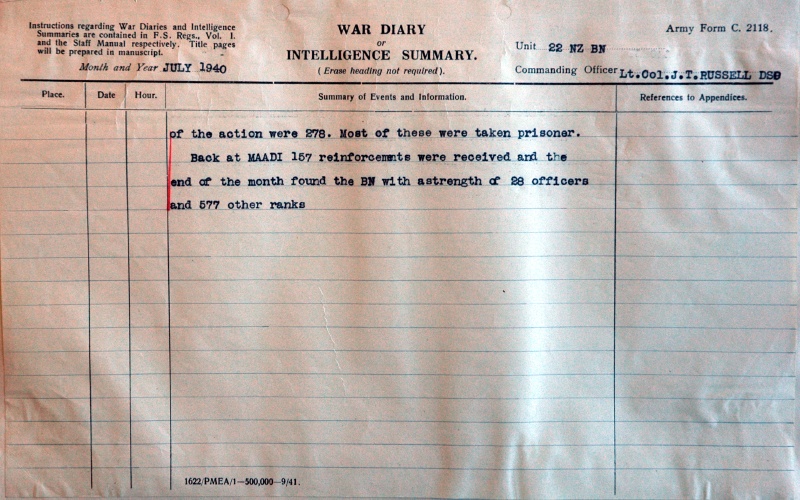 Instructions regarding War Diaries and Intelligence
Summaries are contained in F.S. Regs., Vol. I.
and the Staff Manual respectively. Title pages
will be prepared in manuscript.
Month and Year JULY 1940
WAR DIARY
or
INTELLIGENCE SUMMARY.
(Erase heading not required).
Army Form C. 2118.
Unit 22 NZ BN
Commanding Officer Lt.Col.J.T.RUSSELL DSO
Place.
Date
Hour.
Summary of Events and Information.
References to Appendices.
of the action were 278. Most of these were taken prisoner.
Back at MAADI 157 reinforcemnts were received and the
end of the month found the BN with astrength of 28 officers
and 577 other ranks
1622/PMEA/1—500,000—9/41.